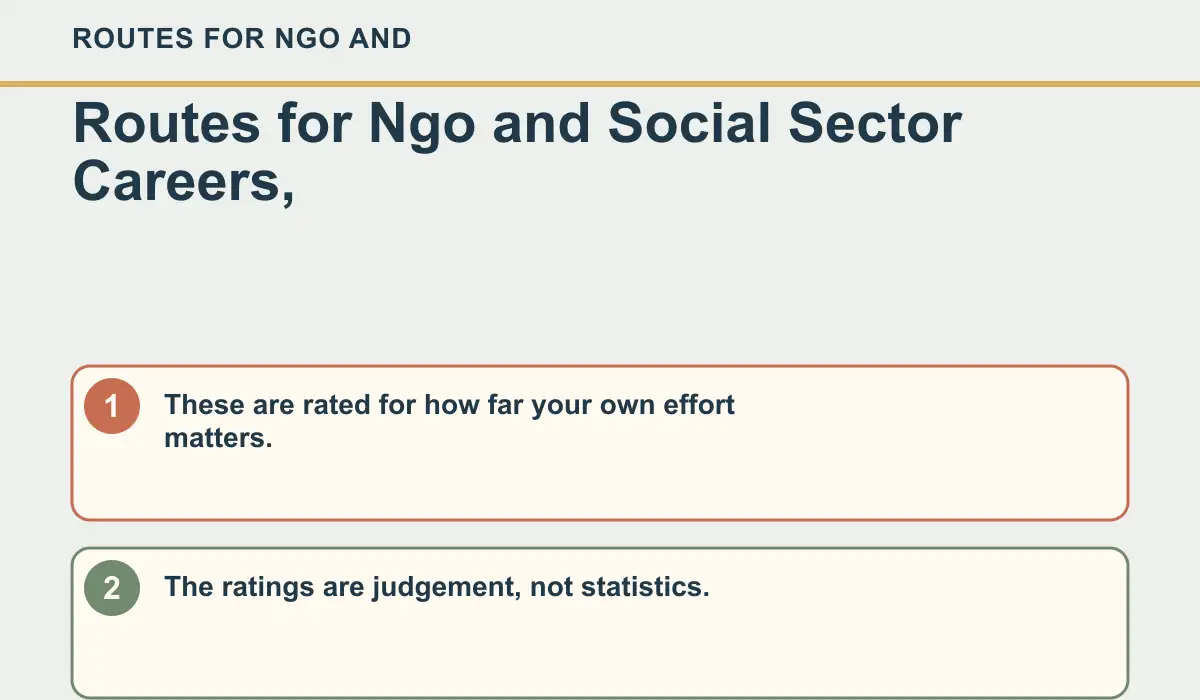 ROUTES FOR NGO AND
Routes for Ngo and Social Sector
Careers,
1
These are rated for how far your own effort
matters.
2
The ratings are judgement, not statistics.